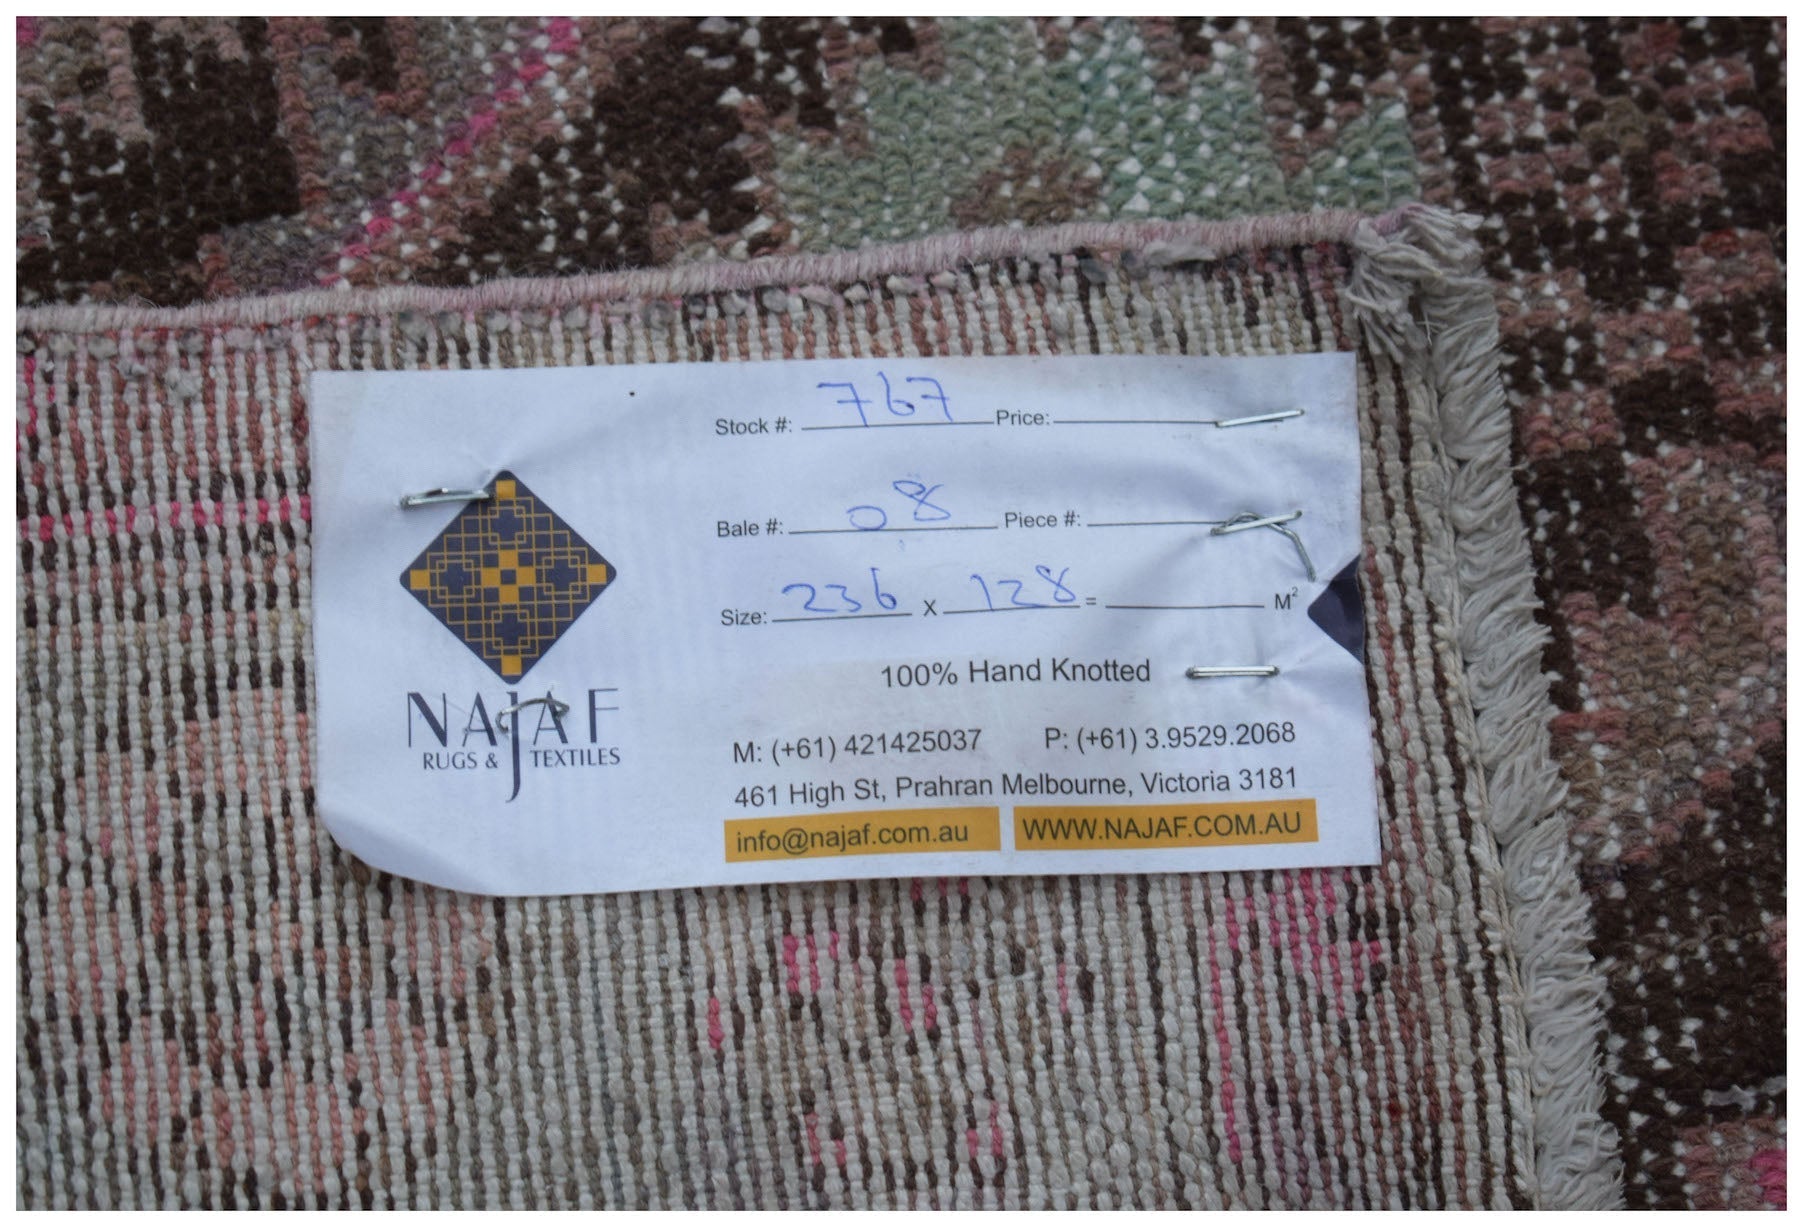 Stock #: 767 Price:
Bale #: 08 Piece #:
Size: 236 X 128 = M²
100% Hand Knotted
NAJAF
RUGS & TEXTILES
M: (+61) 421425037 P: (+61) 3.9529.2068
461 High St, Prahran Melbourne, Victoria 3181
info@najaf.com.au WWW.NAJAF.COM.AU